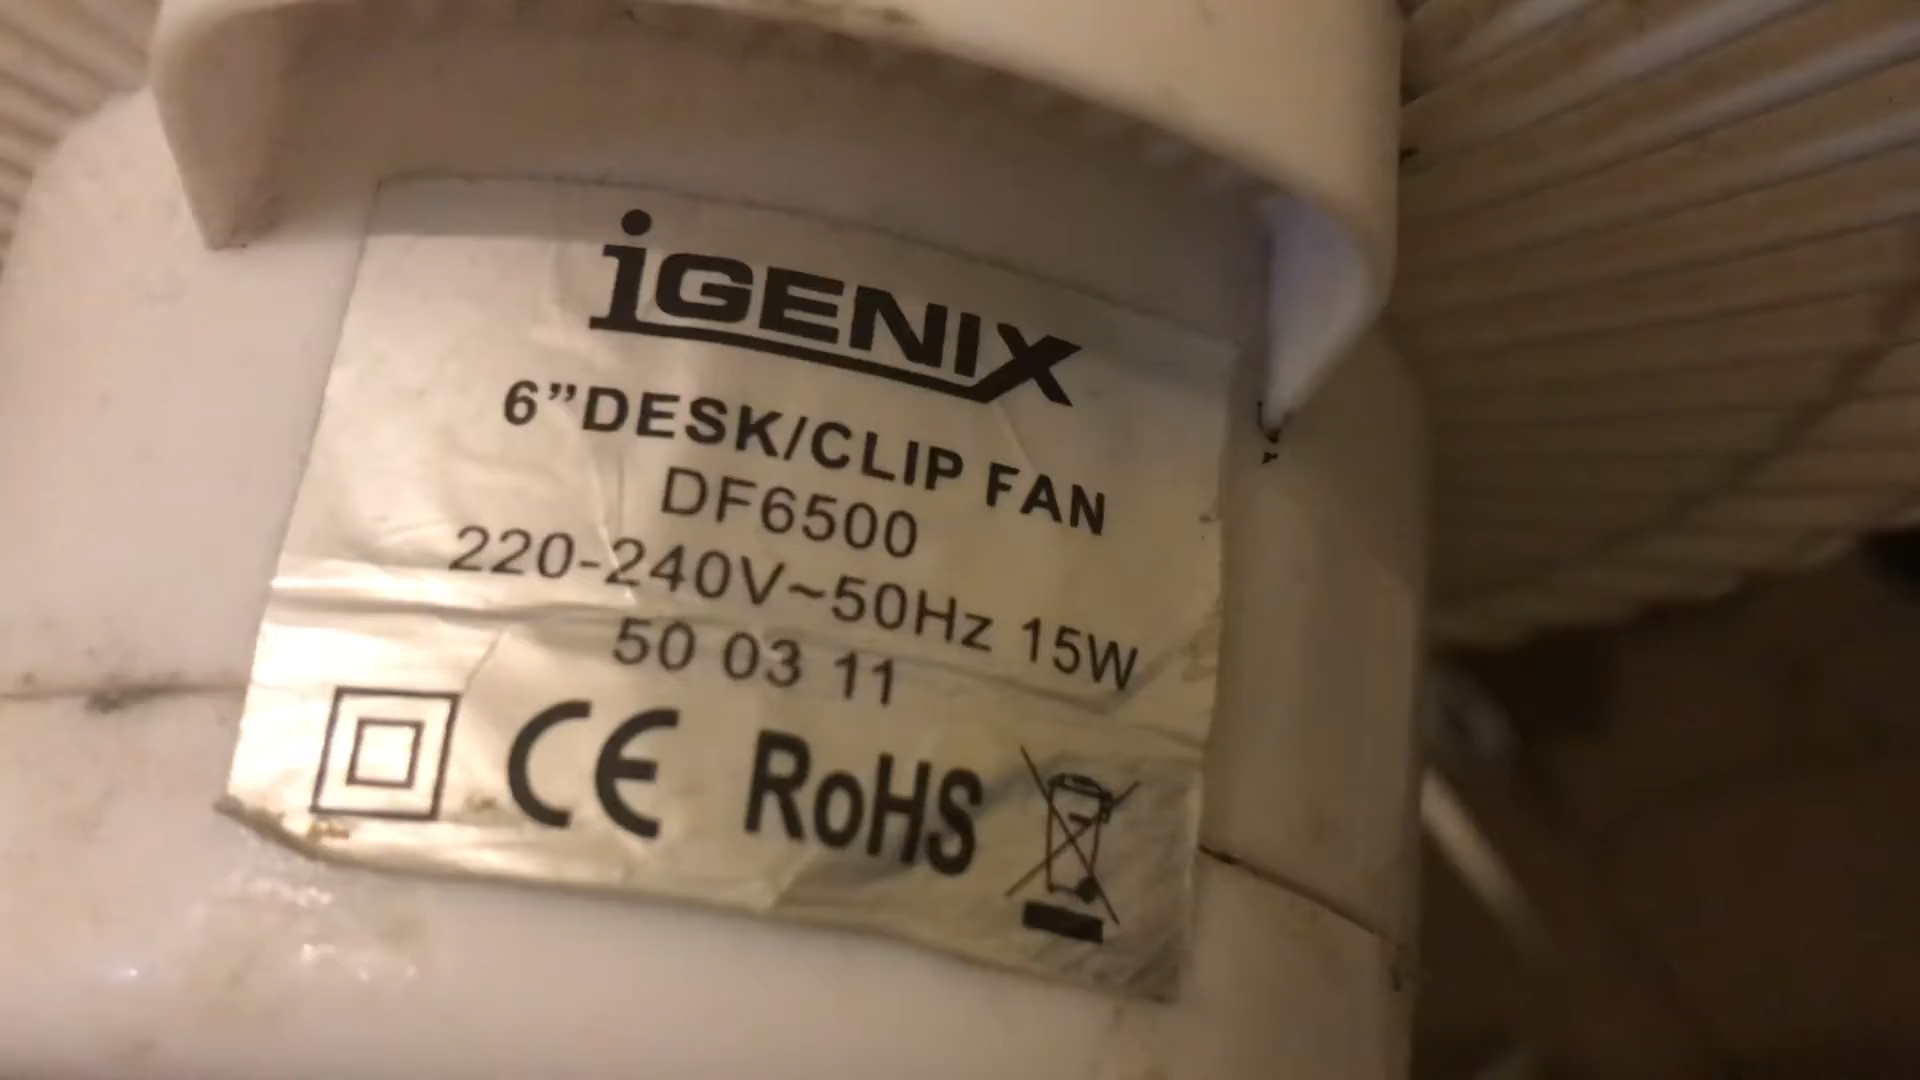 iGENIX
6”DESK/CLIP FAN
DF6500
220-240V~50Hz 15W
50 03 11
CE RoHS